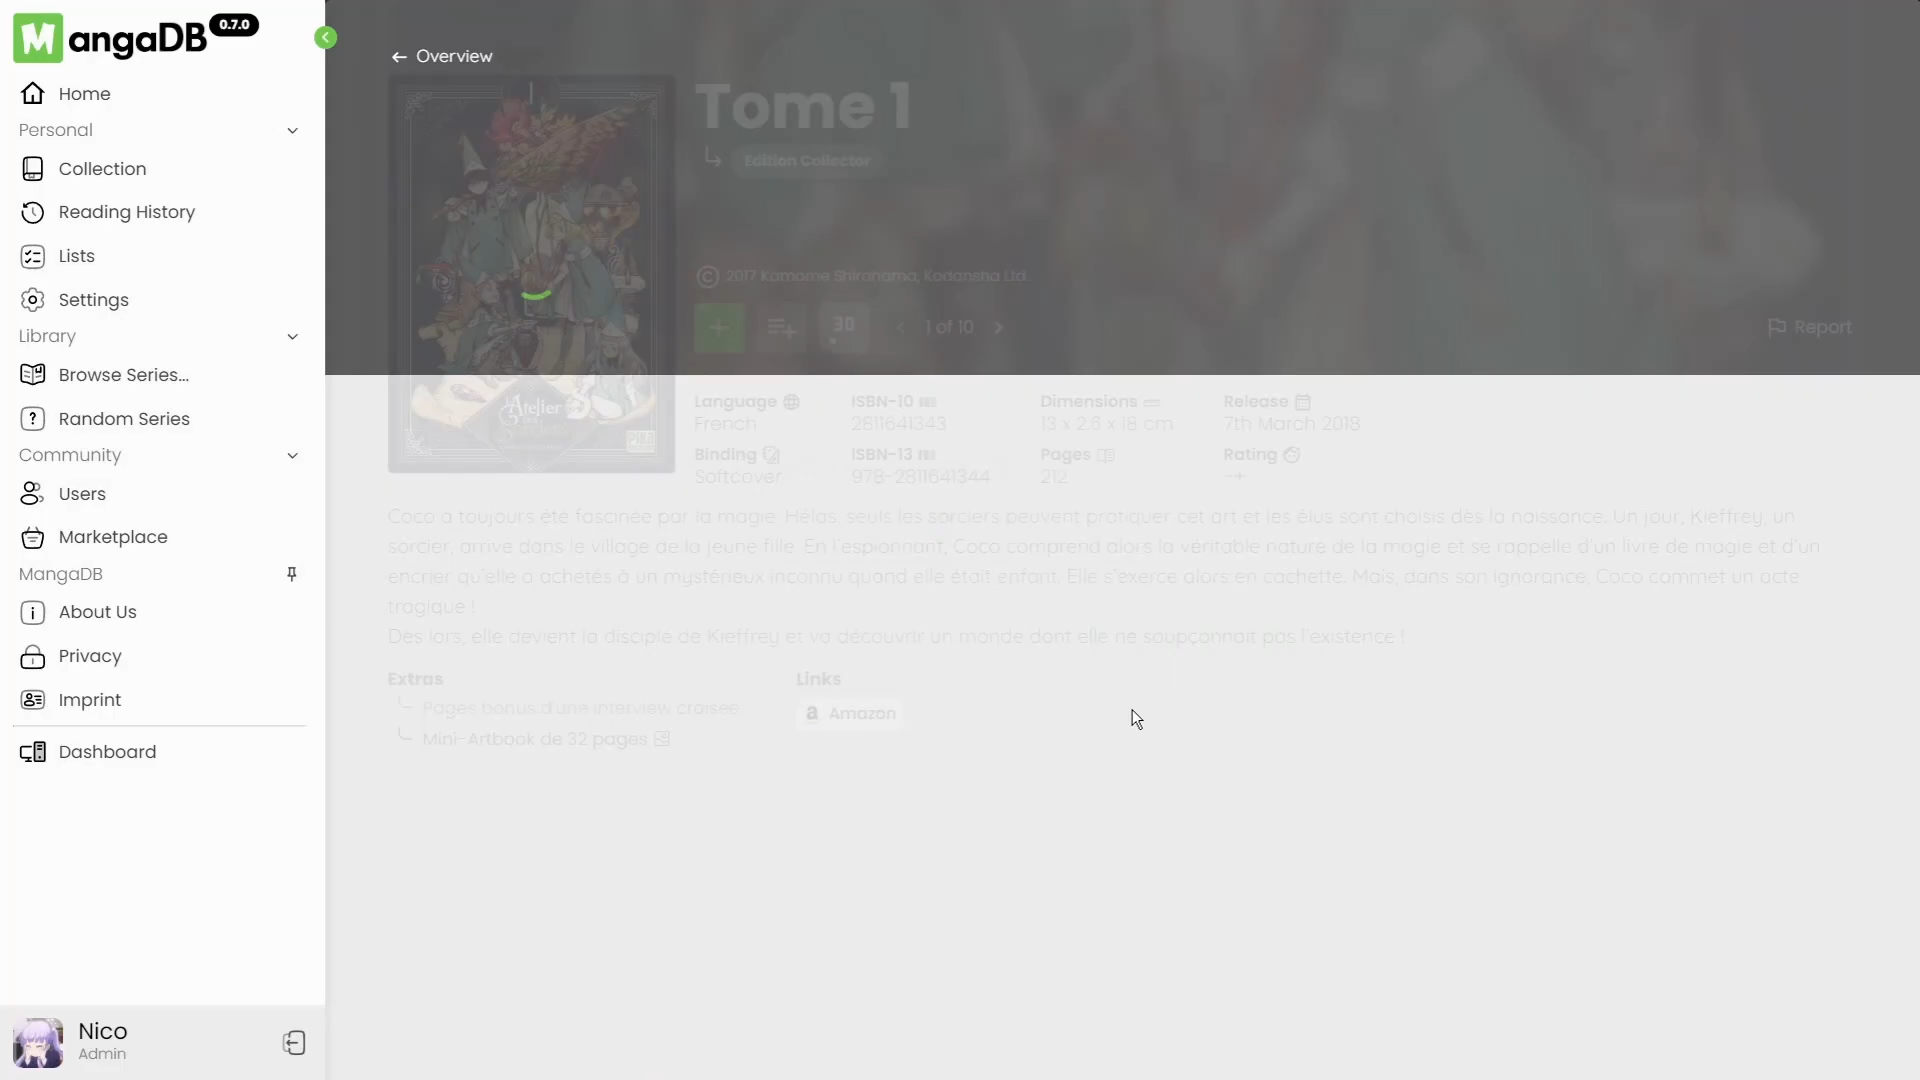 MangaDB 0.7.0
Home
Personal
Collection
Reading History
Lists
Settings
Library
Browse Series...
Random Series
Community
Users
Marketplace
MangaDB
About Us
Privacy
Imprint
Dashboard
Nico
Admin
Overview
Tome 1
Edition Collector
© 2017 Kamome Shirahama, Kodansha Ltd.
30
1 of 10
Report
L'Atelier
Language
French
ISBN-10
2811641343
Dimensions
13 x 2.6 x 18 cm
Release
7th March 2018
Binding
Softcover
ISBN-13
978-2811641344
Pages
212
Rating
--
Coco a toujours été fascinée par la magie. Hélas, seuls les sorciers peuvent pratiquer cet art et les élus sont choisis dès la naissance. Un jour, Kieffrey, un
sorcier, arrive dans le village de la jeune fille. En l'espionnant, Coco comprend alors la véritable nature de la magie et se rappelle d'un livre de magie et d'un
encrier qu'elle a achetés à un mystérieux inconnu quand elle était enfant. Elle s'exerce alors en cachette. Mais, dans son ignorance, Coco commet un acte
tragique !
Dès lors, elle devient la disciple de Kieffrey et va découvrir un monde dont elle ne soupçonnait pas l'existence !
Extras
Pages bonus d'une interview croisée
Mini-Artbook de 32 pages
Links
Amazon